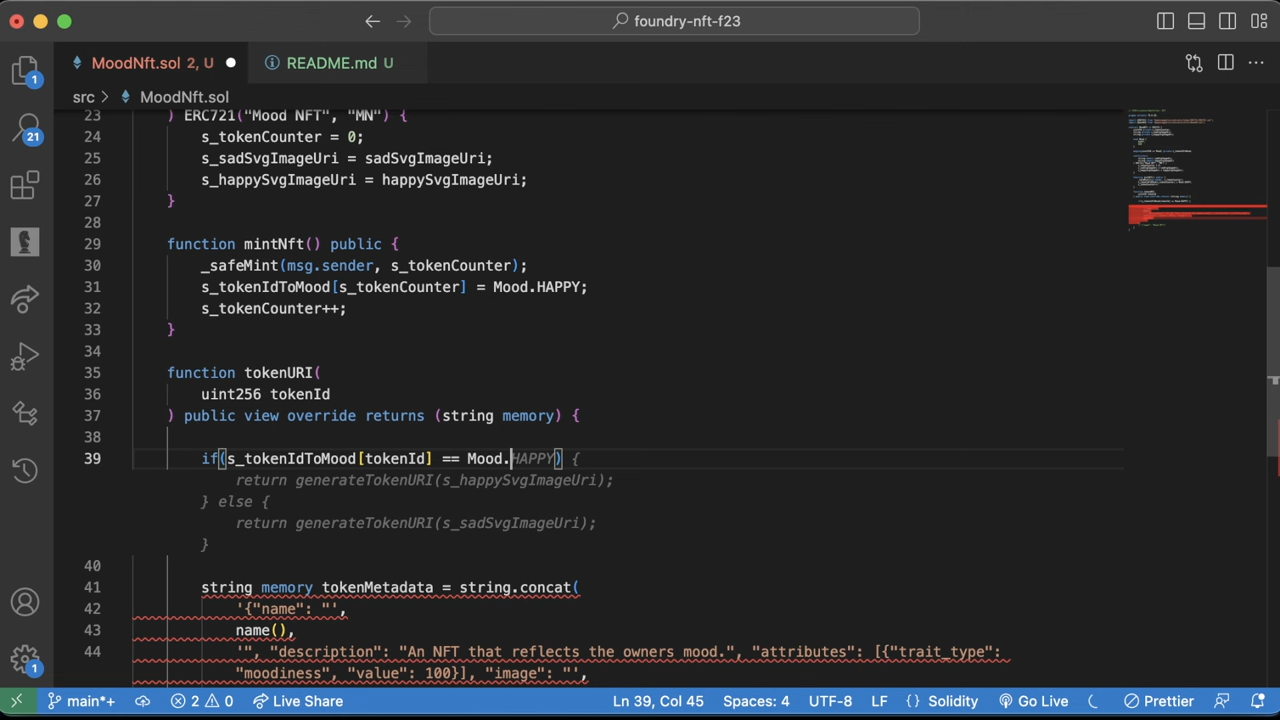 foundry-nft-f23
MoodNft.sol 2, U
README.md U
src > MoodNft.sol
1
21
1
23 ) ERC721("Mood NFT", "MN") {
24 s_tokenCounter = 0;
25 s_sadSvgImageUri = sadSvgImageUri;
26 s_happySvgImageUri = happySvgImageUri;
27 }
28
29 function mintNft() public {
30 _safeMint(msg.sender, s_tokenCounter);
31 s_tokenIdToMood[s_tokenCounter] = Mood.HAPPY;
32 s_tokenCounter++;
33 }
34
35 function tokenURI(
36 uint256 tokenId
37 ) public view override returns (string memory) {
38
39 if(s_tokenIdToMood[tokenId] == Mood.HAPPY) {
return generateTokenURI(s_happySvgImageUri);
} else {
return generateTokenURI(s_sadSvgImageUri);
}
40
41 string memory tokenMetadata = string.concat(
42 '{"name": "',
43 name(),
44 '", "description": "An NFT that reflects the owners mood.", "attributes": [{"trait_type":
"moodiness", "value": 100}], "image": "',
main*+
2 0
Live Share
Ln 39, Col 45
Spaces: 4
UTF-8
LF
{} Solidity
Go Live
Prettier